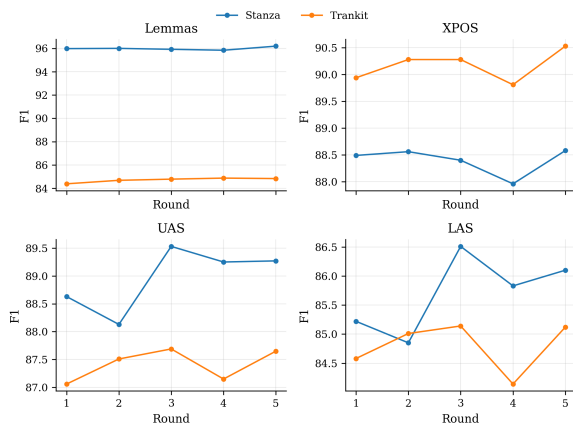 Stanza Trankit
Lemmas
96
94
92
90
88
86
84
F1
Round
XPOS
90.5
90.0
89.5
89.0
88.5
88.0
F1
Round
UAS
89.5
89.0
88.5
88.0
87.5
87.0
F1
1 2 3 4 5
Round
LAS
86.5
86.0
85.5
85.0
84.5
F1
1 2 3 4 5
Round